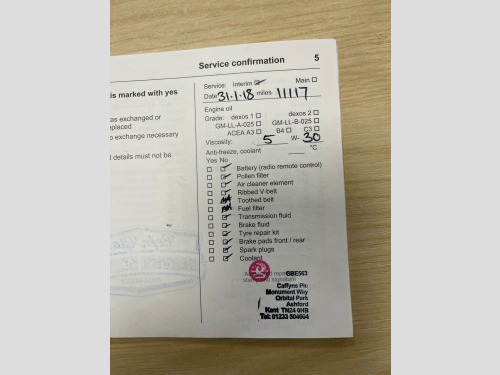 Service confirmation 5
is marked with yes
as exchanged or
eplaced
o exchange necessary
d details must not be
Service: Interim ☑ Main ☐
Date 31-1-18 miles 11117
Engine oil
Grade: dexos 1 ☐ dexos 2 ☐
GM-LL-A-025 ☐ GM-LL-B-025 ☐
ACEA A3 ☐ B4 ☐ C3 ☐
Viscosity: 5 W- 30
Anti-freeze, coolant °C
Yes No
☐ ☑ Battery (radio remote control)
☐ ☑ Pollen filter
☐ ☑ Air cleaner element
☐ ☑ Ribbed V-belt
☐ Toothed belt
☐ Fuel filter
☐ ☑ Transmission fluid
☐ ☑ Brake fluid
☐ ☑ Tyre repair kit
☐ ☑ Brake pads front / rear
☐ ☑ Spark plugs
☐ ☑ Coolant
GBE563
signature
Caffyns Plc
Monument Way
Orbital Park
Ashford
Kent TN24 0HB
Tel: 01233 504604